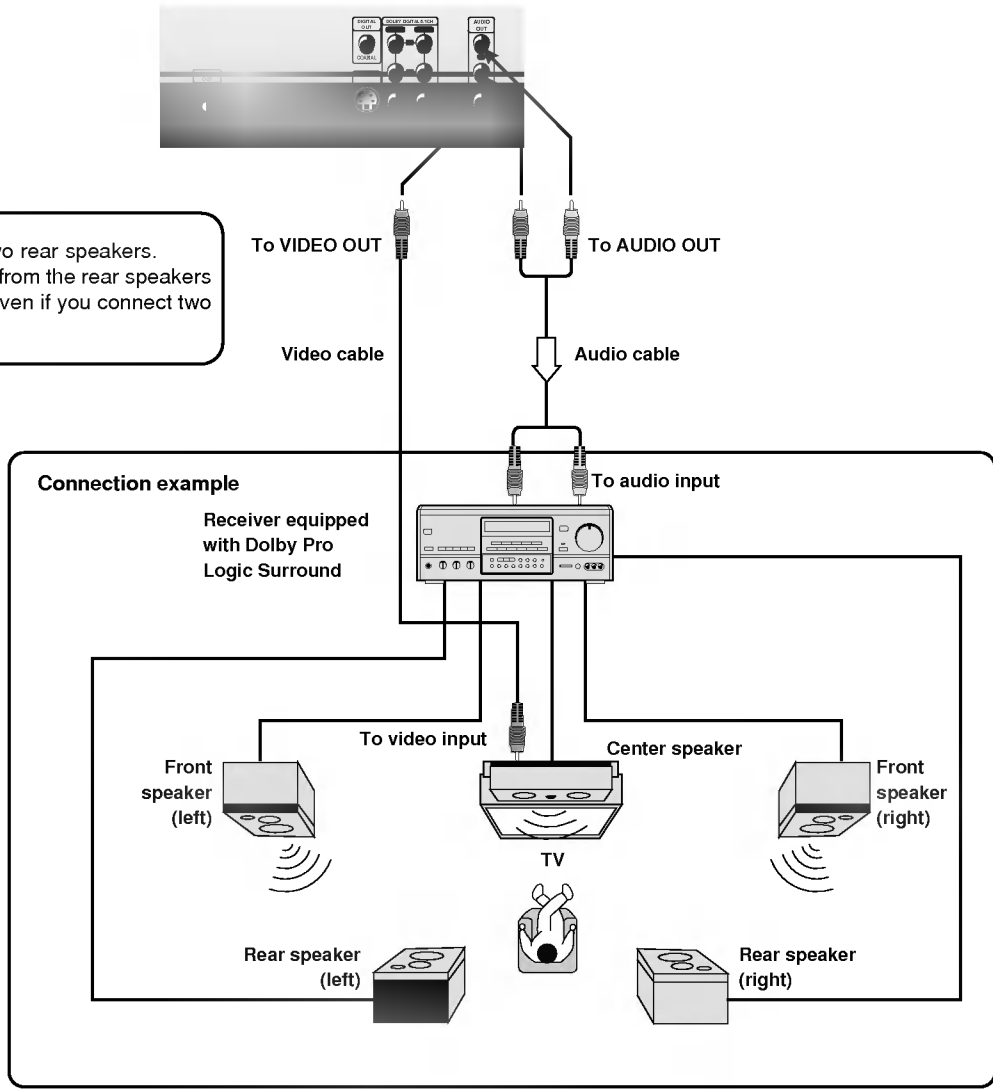 DIGITAL
OUT
COAXIAL
DOLBY DIGITAL 5.1CH
AUDIO
OUT
vo rear speakers.
from the rear speakers
ven if you connect two
To VIDEO OUT
To AUDIO OUT
Video cable
Audio cable
Connection example
To audio input
Receiver equipped
with Dolby Pro
Logic Surround
To video input
Center speaker
Front
speaker
(left)
Front
speaker
(right)
TV
Rear speaker
(left)
Rear speaker
(right)